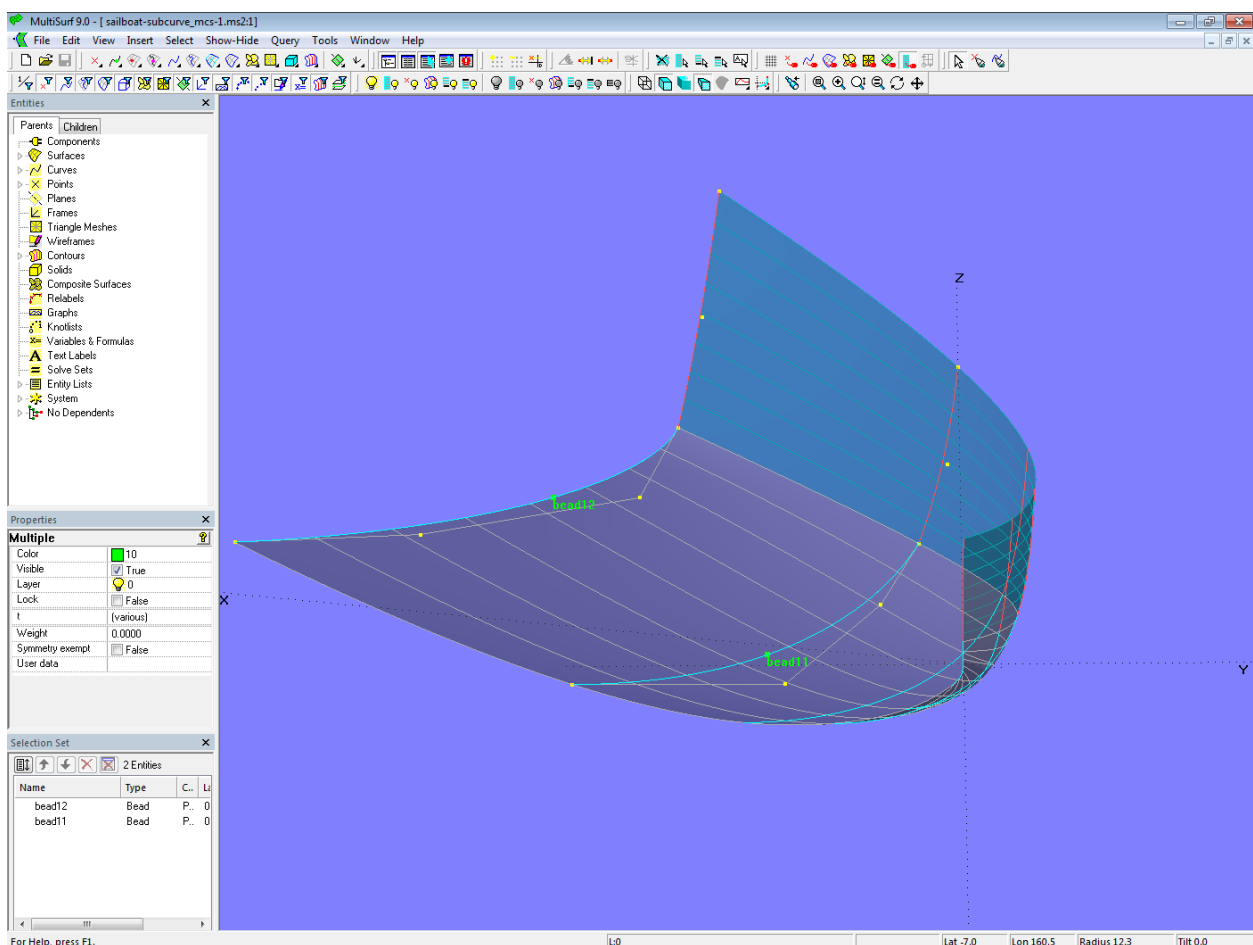 MultiSurf 9.0 - [ sailboat-subcurve_mcs-1.ms2:1]
File Edit View Insert Select Show-Hide Query Tools Window Help
Entities
Parents Children
Components
Surfaces
Curves
Points
Planes
Frames
Triangle Meshes
Wireframes
Contours
Solids
Composite Surfaces
Relabels
Graphs
Knotlists
Variables & Formulas
Text Labels
Solve Sets
Entity Lists
System
No Dependents
Properties
Multiple
Color 10
Visible True
Layer 0
Lock False
t (various)
Weight 0.0000
Symmetry exempt False
User data
Selection Set
2 Entities
Name Type C.. La
bead12 Bead P.. 0
bead11 Bead P.. 0
Z
bead12
X
bead11
Y
For Help, press F1. L:0 Lat -7.0 Lon 160.5 Radius 12.3 Tilt 0.0